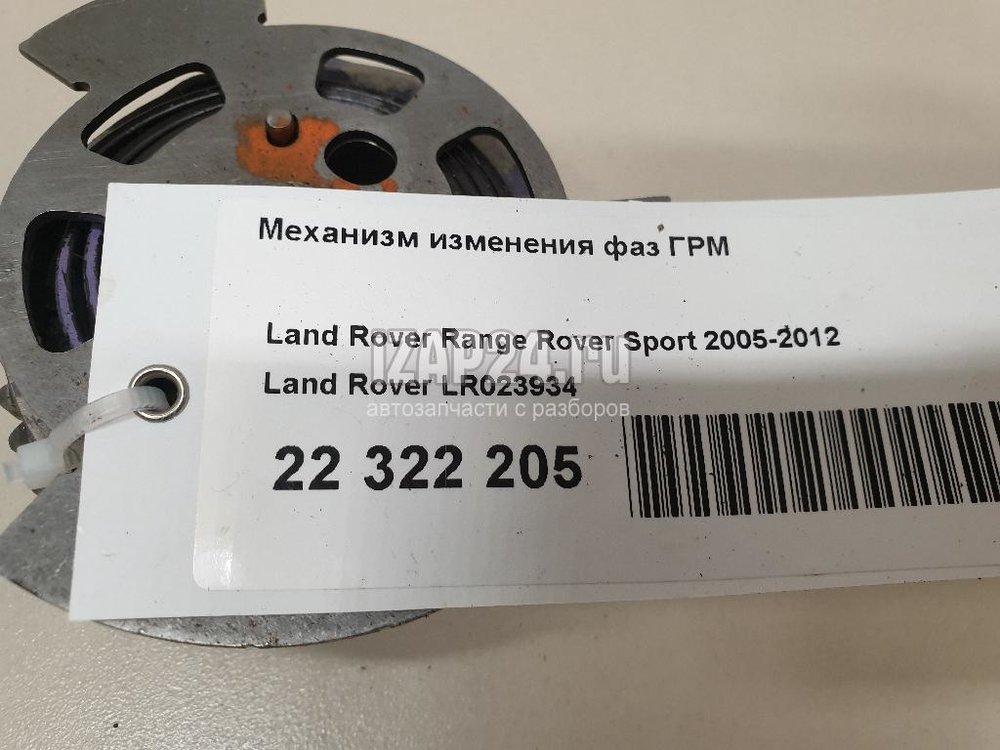 Механизм изменения фаз ГРМ
Land Rover Range Rover Sport 2005-2012
IZAP24.ru
Land Rover LR023934
автозапчасти с разборов
22 322 205